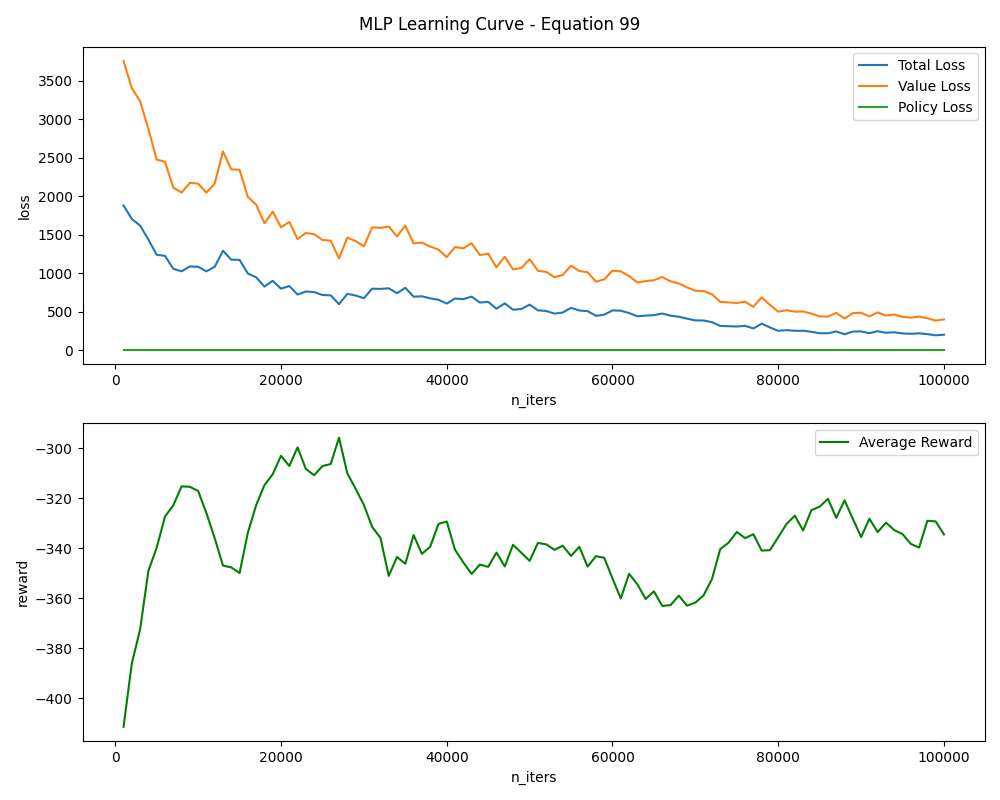 MLP Learning Curve - Equation 99
Total Loss
Value Loss
Policy Loss
3500
3000
2500
2000
1500
1000
500
0
loss
0 20000 40000 60000 80000 100000
n_iters
Average Reward
−300
−320
−340
−360
−380
−400
reward
0 20000 40000 60000 80000 100000
n_iters